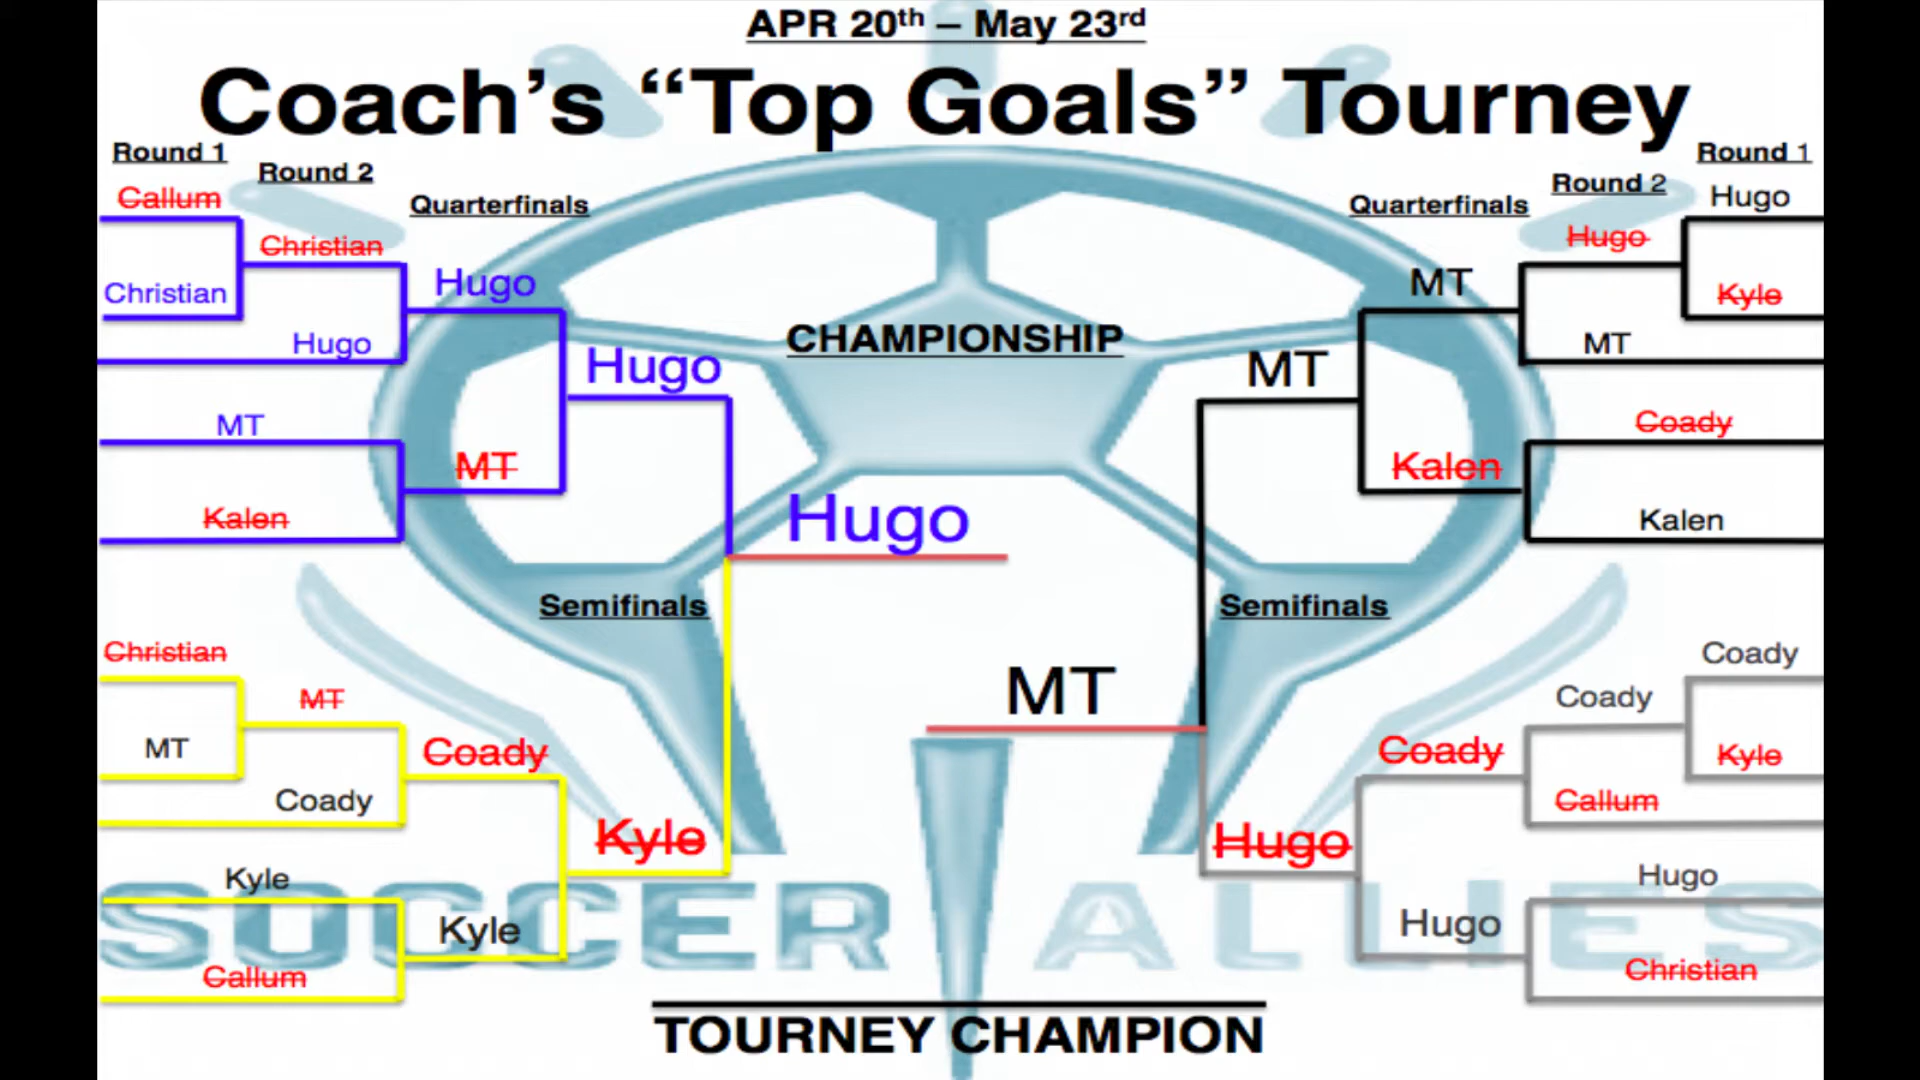 APR 20th – May 23rd
Coach's “Top Goals” Tourney
Round 1
Round 2
Quarterfinals
Callum
Christian
Christian
Hugo
Hugo
MT
Kalen
MT
Hugo
Hugo
Semifinals
Christian
MT
MT
Coady
Coady
Kyle
Callum
Kyle
Kyle
CHAMPIONSHIP
Round 1
Round 2
Quarterfinals
Hugo
Kyle
Hugo
MT
MT
Coady
Kalen
Kalen
MT
MT
Semifinals
Coady
Kyle
Coady
Callum
Coady
Hugo
Christian
Hugo
Hugo
SOCCER ALLIES
TOURNEY CHAMPION